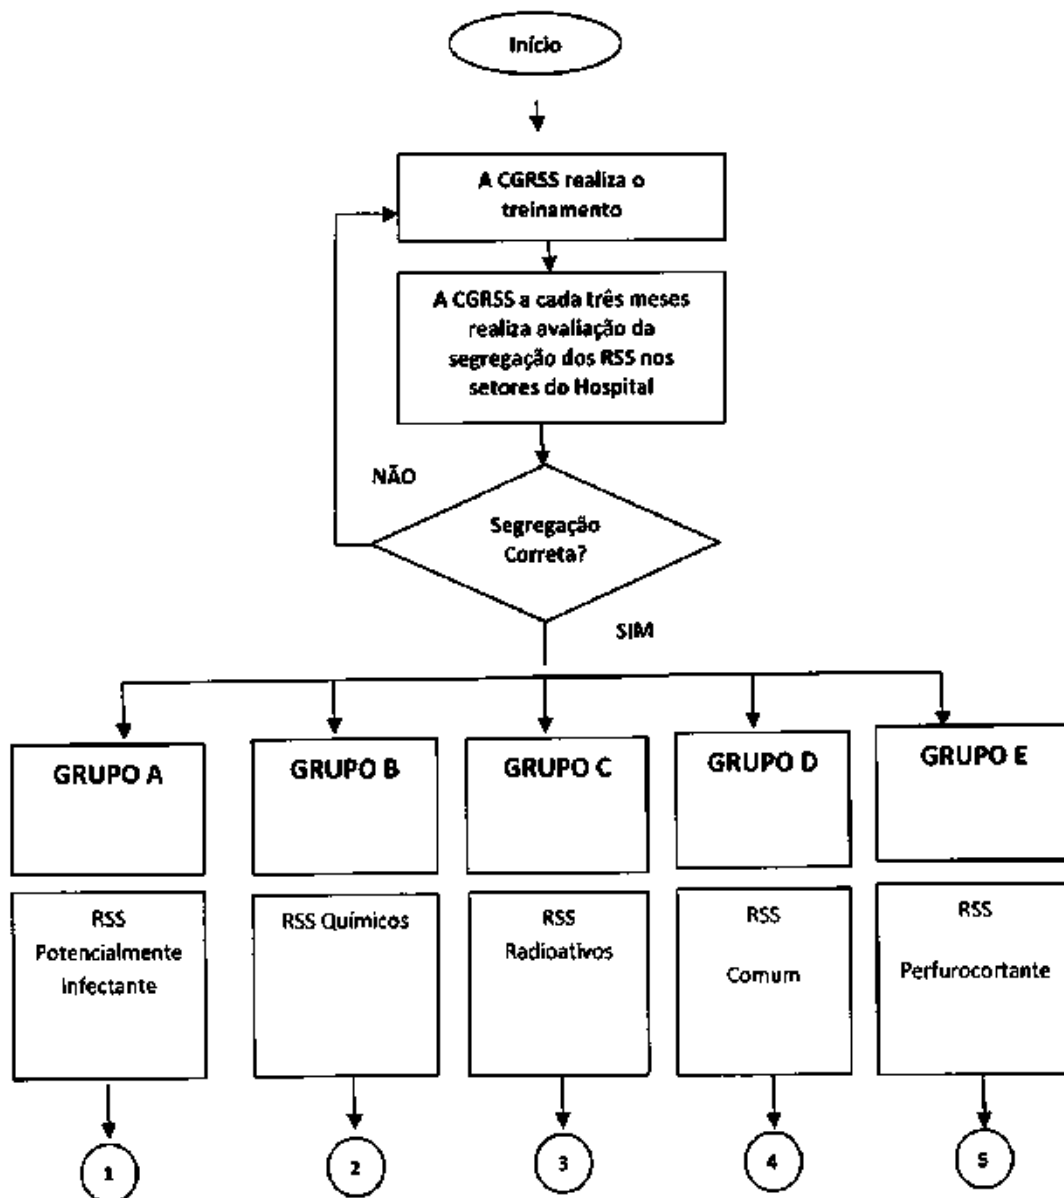 Início
A CGRSS realiza o
treinamento
A CGRSS a cada três meses
realiza avaliação da
segregação dos RSS nos
setores do Hospital
NÃO
Segregação
Correta?
SIM
GRUPO A
GRUPO B
GRUPO C
GRUPO D
GRUPO E
RSS
Potencialmente
Infectante
RSS Químicos
RSS
Radioativos
RSS
Comum
RSS
Perfurocortante
1
2
3
4
5